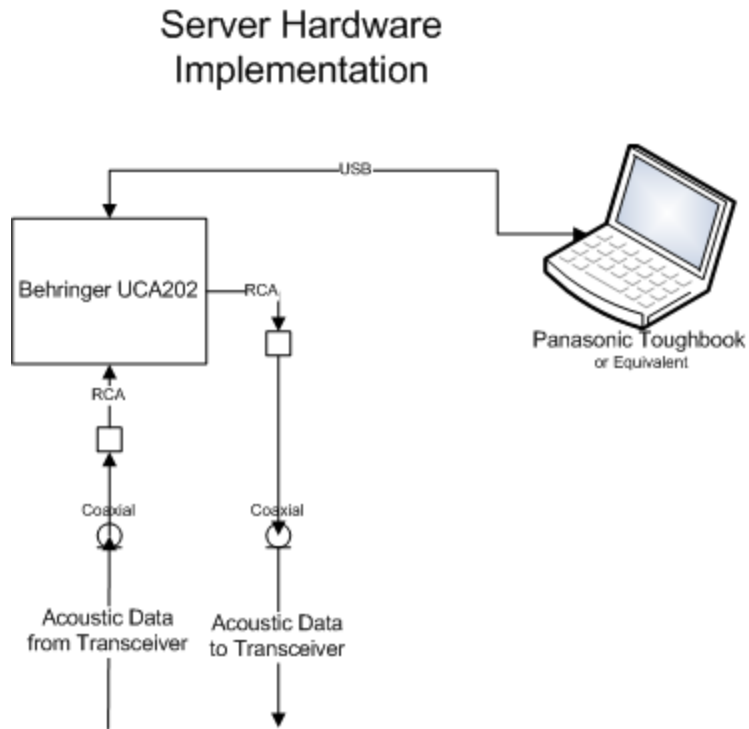 Server Hardware
Implementation
USB
Behringer UCA202
RCA
Panasonic Toughbook
or Equivalent
RCA
Coaxial
Coaxial
Acoustic Data
from Transceiver
Acoustic Data
to Transceiver